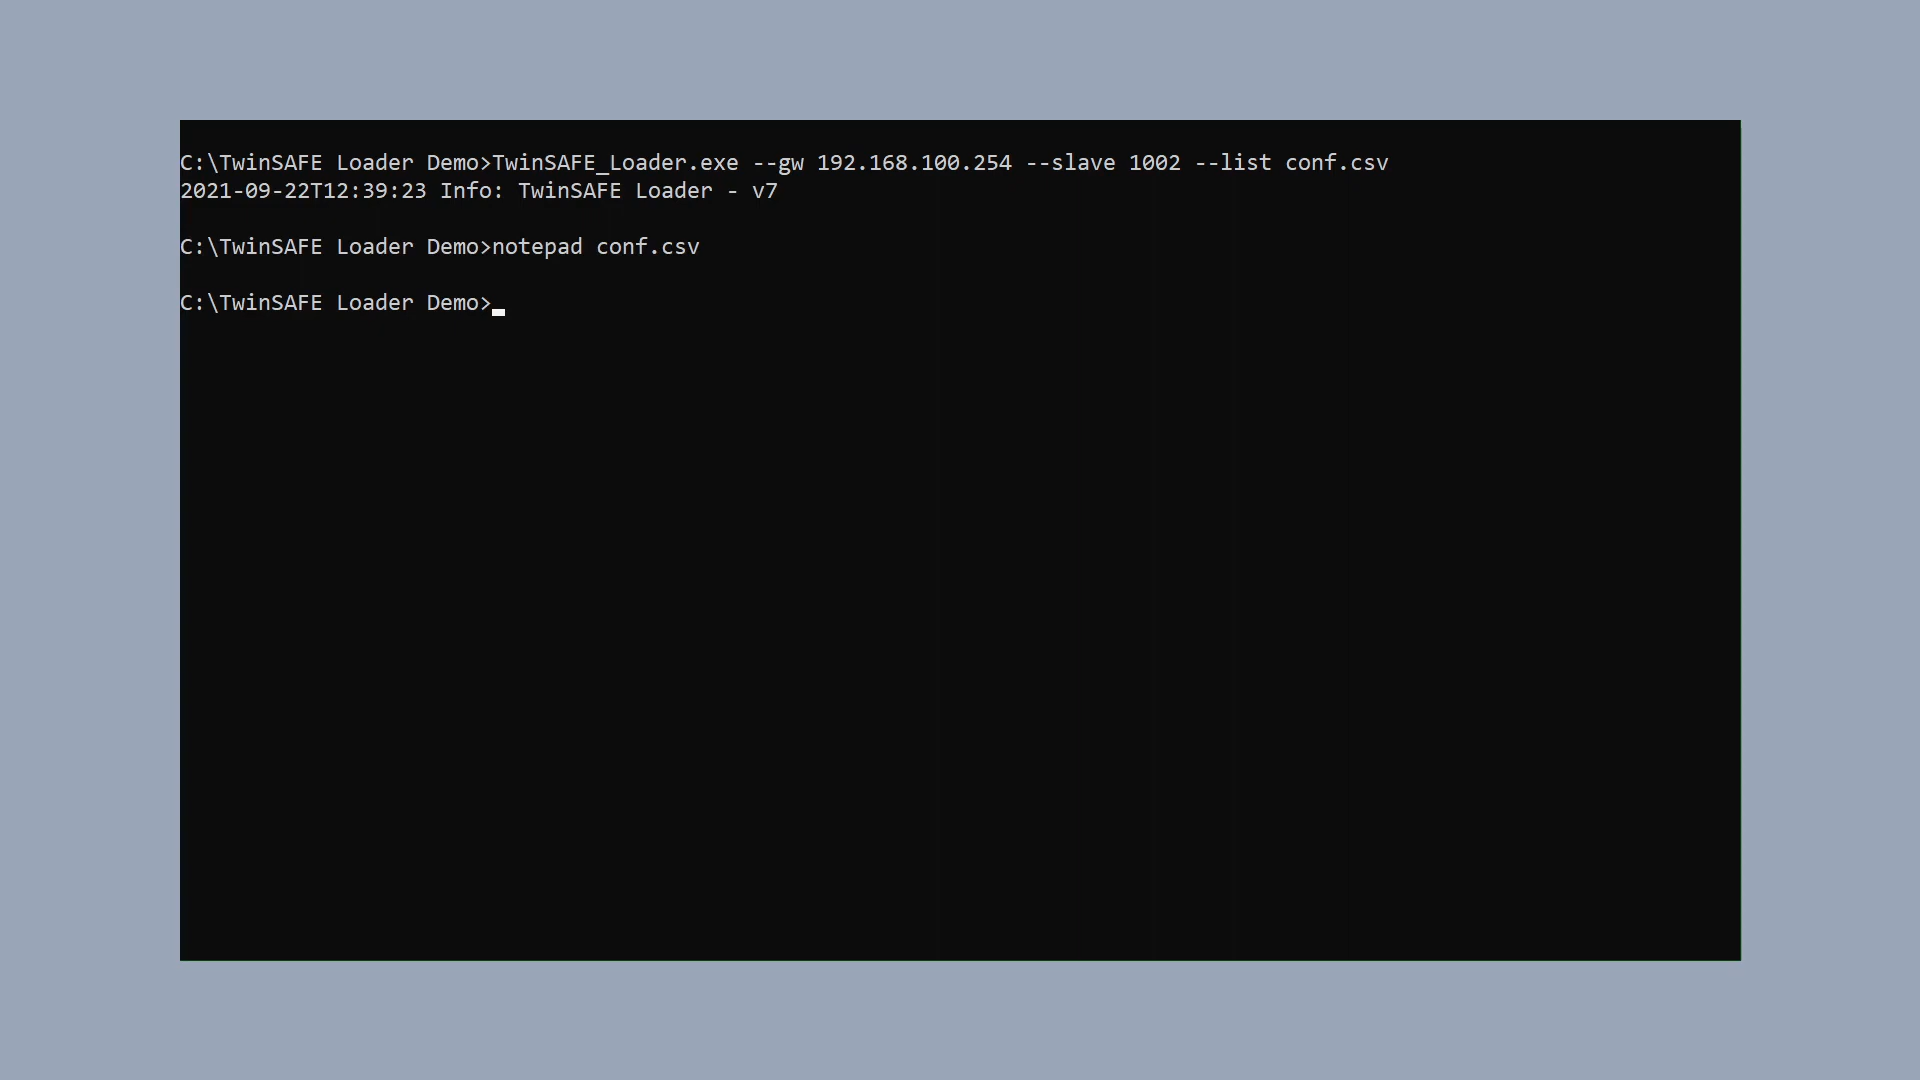 C:\TwinSAFE Loader Demo>TwinSAFE_Loader.exe --gw 192.168.100.254 --slave 1002 --list conf.csv
2021-09-22T12:39:23 Info: TwinSAFE Loader - v7
C:\TwinSAFE Loader Demo>notepad conf.csv
C:\TwinSAFE Loader Demo>